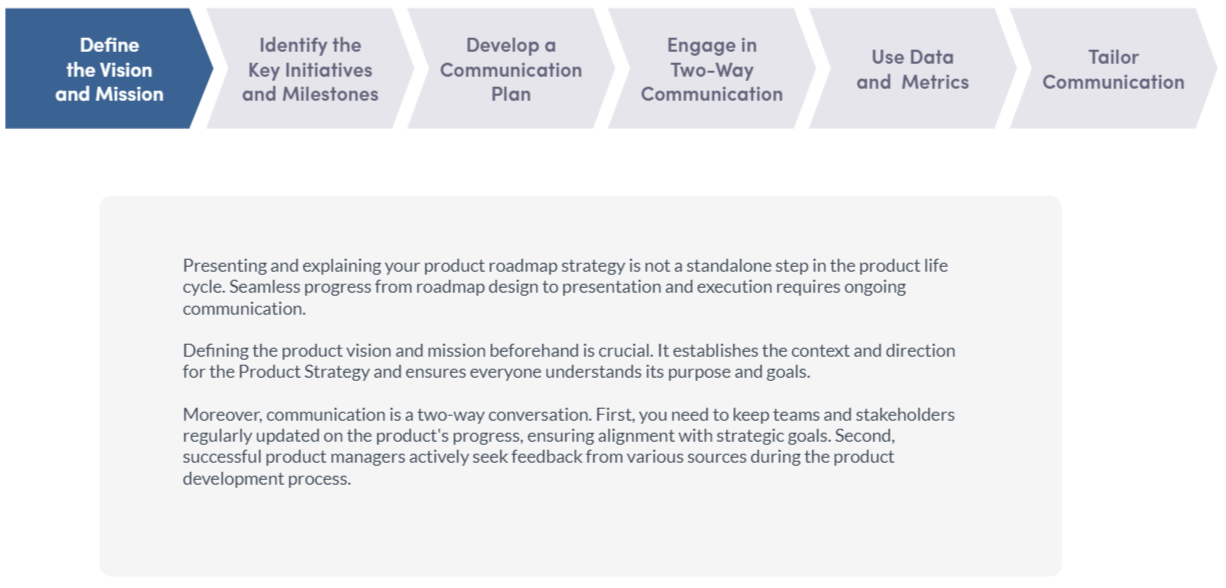 Define
the Vision
and Mission
Identify the
Key Initiatives
and Milestones
Develop a
Communication
Plan
Engage in
Two-Way
Communication
Use Data
and  Metrics
Tailor
Communication
Presenting and explaining your product roadmap strategy is not a standalone step in the product life
cycle. Seamless progress from roadmap design to presentation and execution requires ongoing
communication.
Defining the product vision and mission beforehand is crucial. It establishes the context and direction
for the Product Strategy and ensures everyone understands its purpose and goals.
Moreover, communication is a two-way conversation. First, you need to keep teams and stakeholders
regularly updated on the product's progress, ensuring alignment with strategic goals. Second,
successful product managers actively seek feedback from various sources during the product
development process.